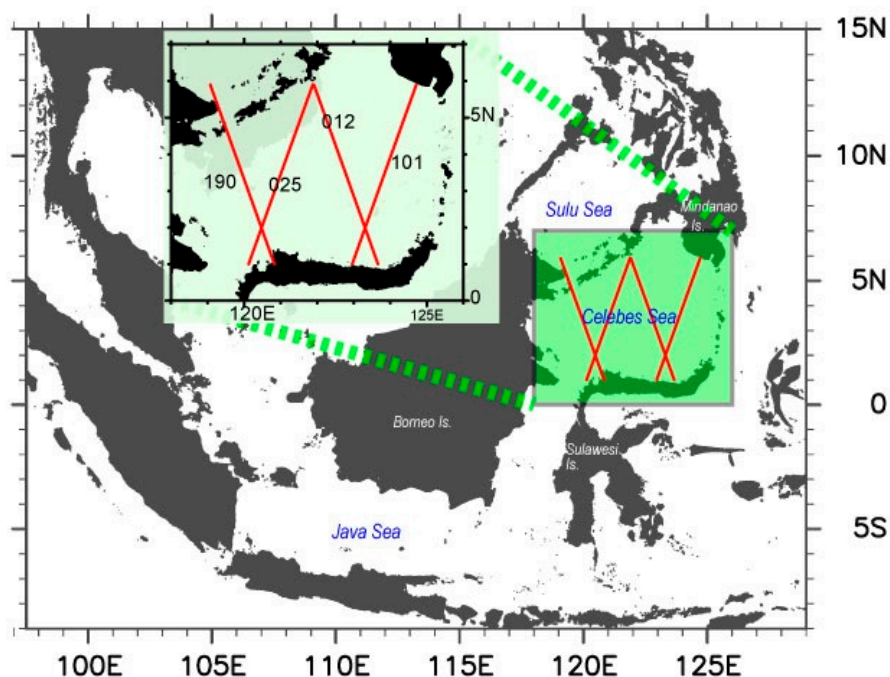 15N
10N
5N
0
5S
100E
105E
110E
115E
120E
125E
012
5N
101
190
025
0
120E
125E
Sulu Sea
Mindanao
Is.
Celebes Sea
Borneo Is.
Sulawesi
Is.
Java Sea